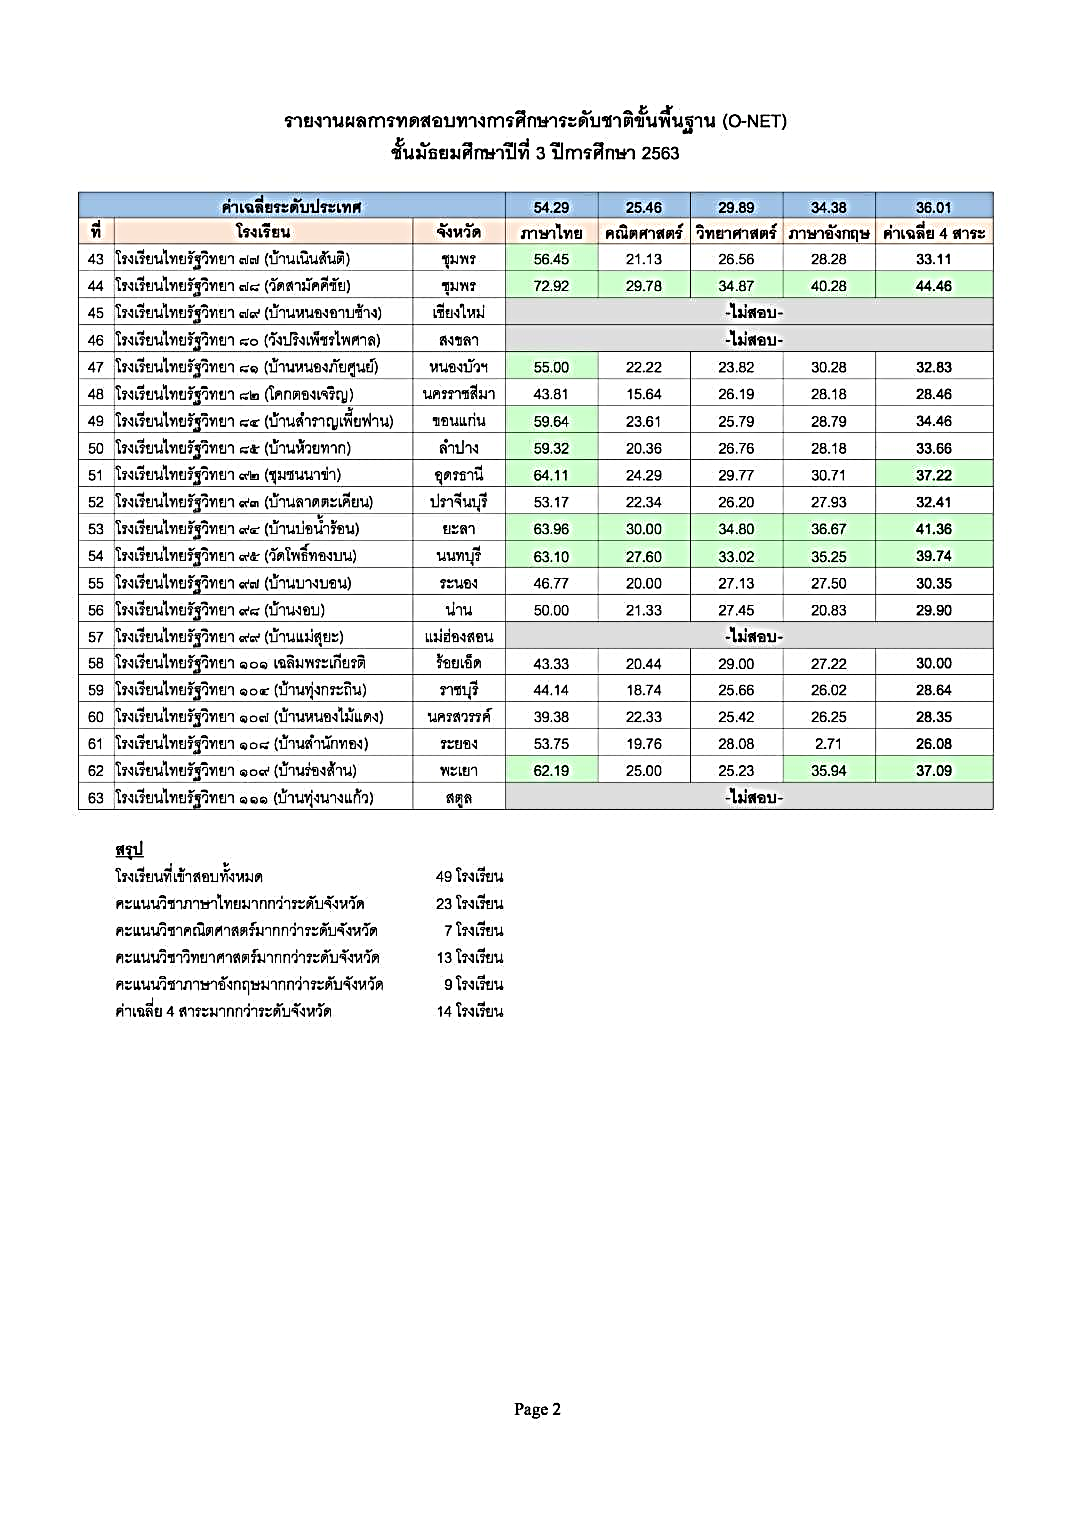 รายงานผลการทดสอบทางการศึกษาระดับชาติขั้นพื้นฐาน (O-NET)
ชั้นมัธยมศึกษาปีที่ 3 ปีการศึกษา 2563
ค่าเฉลี่ยระดับประเทศ 54.29 25.46 29.89 34.38 36.01
ที่ โรงเรียน จังหวัด ภาษาไทย คณิตศาสตร์ วิทยาศาสตร์ ภาษาอังกฤษ ค่าเฉลี่ย 4 สาระ
43 โรงเรียนไทยรัฐวิทยา ๗๗ (บ้านเนินสันติ) ชุมพร 56.45 21.13 26.56 28.28 33.11
44 โรงเรียนไทยรัฐวิทยา ๗๘ (วัดสามัคคีชัย) ชุมพร 72.92 29.78 34.87 40.28 44.46
45 โรงเรียนไทยรัฐวิทยา ๗๙ (บ้านหนองอาบช้าง) เชียงใหม่ -ไม่สอบ-
46 โรงเรียนไทยรัฐวิทยา ๘๐ (วังปริงเพ็ชรไพศาล) สงขลา -ไม่สอบ-
47 โรงเรียนไทยรัฐวิทยา ๘๑ (บ้านหนองภัยศูนย์) หนองบัวฯ 55.00 22.22 23.82 30.28 32.83
48 โรงเรียนไทยรัฐวิทยา ๘๒ (โคกตองเจริญ) นครราชสีมา 43.81 15.64 26.19 28.18 28.46
49 โรงเรียนไทยรัฐวิทยา ๘๔ (บ้านสำราญเพี้ยฟาน) ขอนแก่น 59.64 23.61 25.79 28.79 34.46
50 โรงเรียนไทยรัฐวิทยา ๘๕ (บ้านห้วยทาก) ลำปาง 59.32 20.36 26.76 28.18 33.66
51 โรงเรียนไทยรัฐวิทยา ๙๒ (ชุมชนนาข่า) อุดรธานี 64.11 24.29 29.77 30.71 37.22
52 โรงเรียนไทยรัฐวิทยา ๙๓ (บ้านลาดตะเคียน) ปราจีนบุรี 53.17 22.34 26.20 27.93 32.41
53 โรงเรียนไทยรัฐวิทยา ๙๔ (บ้านบ่อน้ำร้อน) ยะลา 63.96 30.00 34.80 36.67 41.36
54 โรงเรียนไทยรัฐวิทยา ๙๕ (วัดโพธิ์ทองบน) นนทบุรี 63.10 27.60 33.02 35.25 39.74
55 โรงเรียนไทยรัฐวิทยา ๙๗ (บ้านบางบอน) ระนอง 46.77 20.00 27.13 27.50 30.35
56 โรงเรียนไทยรัฐวิทยา ๙๘ (บ้านงอบ) น่าน 50.00 21.33 27.45 20.83 29.90
57 โรงเรียนไทยรัฐวิทยา ๙๙ (บ้านแม่สุยะ) แม่ฮ่องสอน -ไม่สอบ-
58 โรงเรียนไทยรัฐวิทยา ๑๐๑ เฉลิมพระเกียรติ ร้อยเอ็ด 43.33 20.44 29.00 27.22 30.00
59 โรงเรียนไทยรัฐวิทยา ๑๐๔ (บ้านทุ่งกระถิน) ราชบุรี 44.14 18.74 25.66 26.02 28.64
60 โรงเรียนไทยรัฐวิทยา ๑๐๗ (บ้านหนองไม้แดง) นครสวรรค์ 39.38 22.33 25.42 26.25 28.35
61 โรงเรียนไทยรัฐวิทยา ๑๐๘ (บ้านสำนักทอง) ระยอง 53.75 19.76 28.08 2.71 26.08
62 โรงเรียนไทยรัฐวิทยา ๑๐๙ (บ้านร่องส้าน) พะเยา 62.19 25.00 25.23 35.94 37.09
63 โรงเรียนไทยรัฐวิทยา ๑๑๑ (บ้านทุ่งนางแก้ว) สตูล -ไม่สอบ-
สรุป
โรงเรียนที่เข้าสอบทั้งหมด 49 โรงเรียน
คะแนนวิชาภาษาไทยมากกว่าระดับจังหวัด 23 โรงเรียน
คะแนนวิชาคณิตศาสตร์มากกว่าระดับจังหวัด 7 โรงเรียน
คะแนนวิชาวิทยาศาสตร์มากกว่าระดับจังหวัด 13 โรงเรียน
คะแนนวิชาภาษาอังกฤษมากกว่าระดับจังหวัด 9 โรงเรียน
ค่าเฉลี่ย 4 สาระมากกว่าระดับจังหวัด 14 โรงเรียน
Page 2